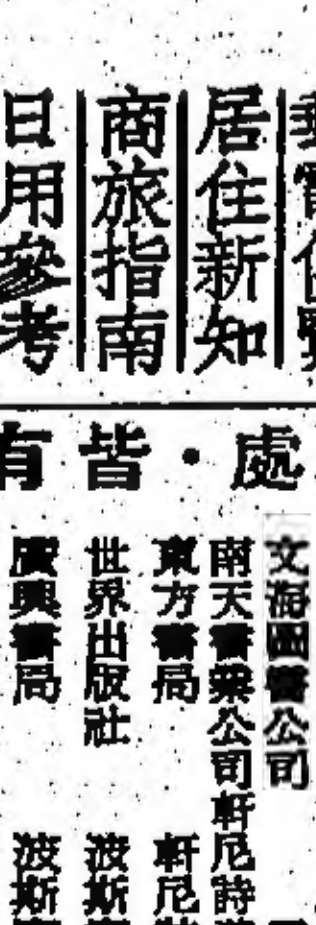 居住新知
商旅指南
日用參考
處・皆有
文海圖書公司
南天書業公司 軒尼詩
東方書局 軒尼
世界出版社 波斯
廣興書局 波斯